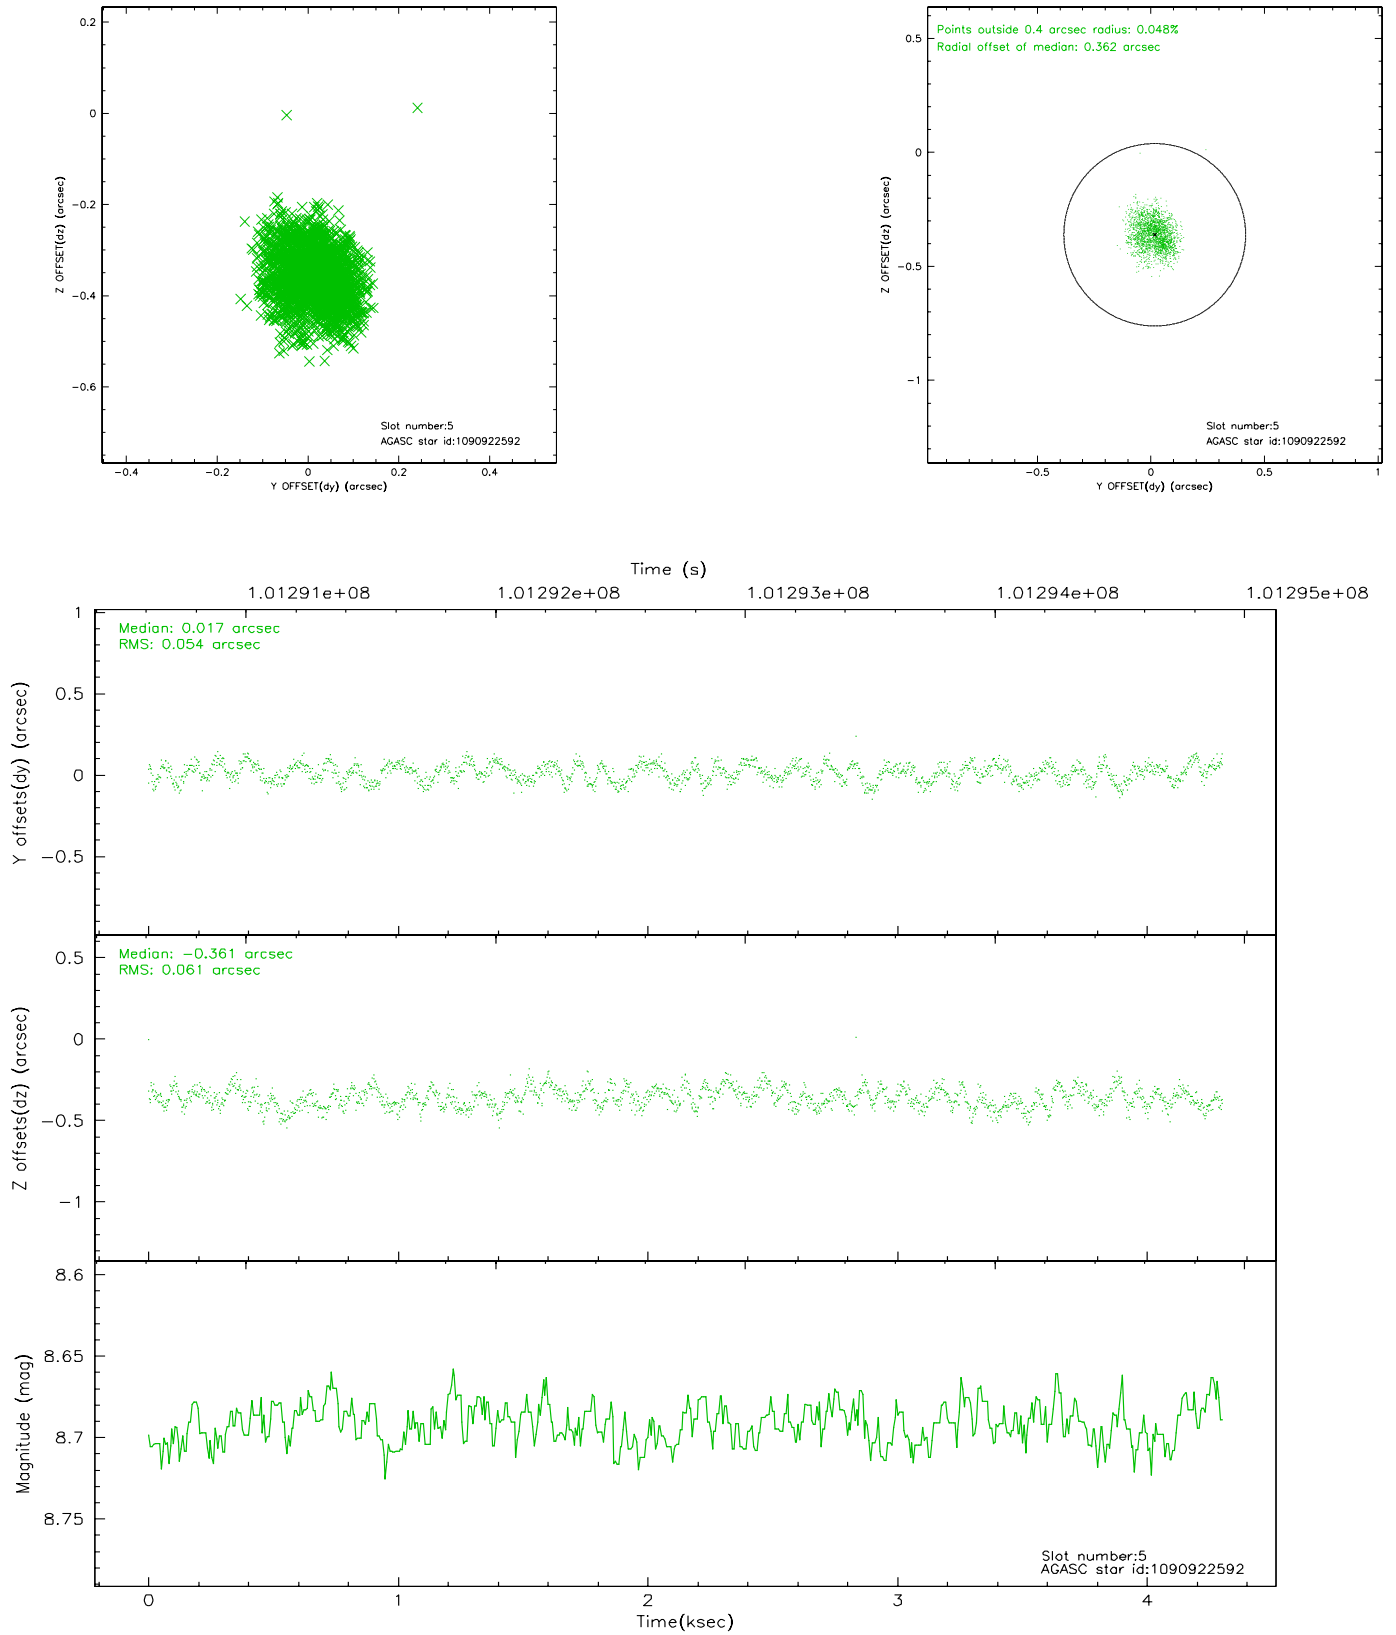 0.2
0
−0.2
−0.4
−0.6
Z OFFSET(dz) (arcsec)
Slot number:5
AGASC star id:1090922592
−0.4 −0.2 0 0.2 0.4
Y OFFSET(dy) (arcsec)
Points outside 0.4 arcsec radius: 0.048%
Radial offset of median: 0.362 arcsec
0.5
0
−0.5
−1
Z OFFSET(dz) (arcsec)
Slot number:5
AGASC star id:1090922592
−0.5 0 0.5 1
Y OFFSET(dy) (arcsec)
Time (s)
1.01291e+08 1.01292e+08 1.01293e+08 1.01294e+08 1.01295e+08
Median: 0.017 arcsec
RMS: 0.054 arcsec
1
0.5
0
−0.5
Y offsets(dy) (arcsec)
Median: −0.361 arcsec
RMS: 0.061 arcsec
0.5
0
−0.5
−1
Z offsets(dz) (arcsec)
8.6
8.65
8.7
8.75
Magnitude (mag)
Slot number:5
AGASC star id:1090922592
0 1 2 3 4
Time(ksec)